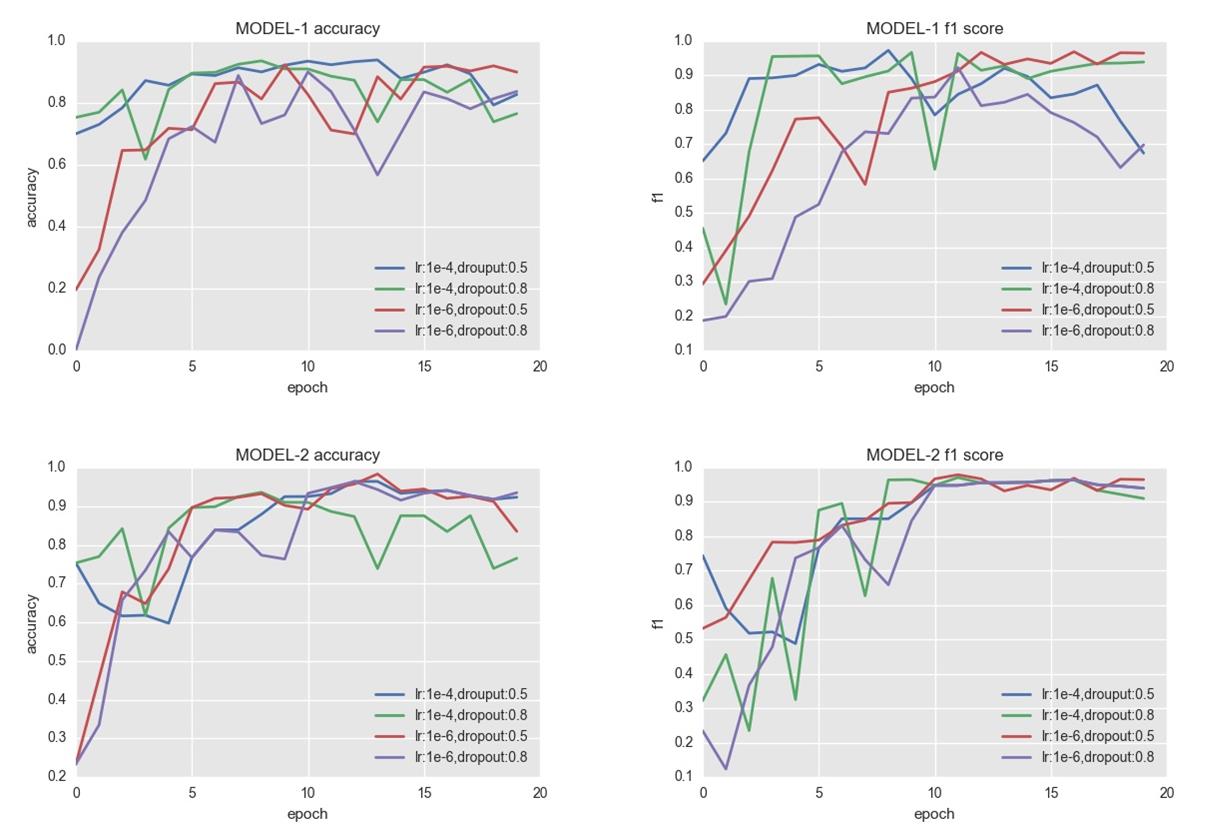 MODEL-1 accuracy
1.0
0.8
0.6
0.4
0.2
0.0
accuracy
lr:1e-4,drouput:0.5
lr:1e-4,dropout:0.8
lr:1e-6,dropout:0.5
lr:1e-6,dropout:0.8
0 5 10 15 20
epoch
MODEL-1 f1 score
1.0
0.9
0.8
0.7
0.6
0.5
0.4
0.3
0.2
0.1
f1
lr:1e-4,drouput:0.5
lr:1e-4,dropout:0.8
lr:1e-6,dropout:0.5
lr:1e-6,dropout:0.8
0 5 10 15 20
epoch
MODEL-2 accuracy
1.0
0.9
0.8
0.7
0.6
0.5
0.4
0.3
0.2
accuracy
lr:1e-4,drouput:0.5
lr:1e-4,dropout:0.8
lr:1e-6,dropout:0.5
lr:1e-6,dropout:0.8
0 5 10 15 20
epoch
MODEL-2 f1 score
1.0
0.9
0.8
0.7
0.6
0.5
0.4
0.3
0.2
0.1
f1
lr:1e-4,drouput:0.5
lr:1e-4,dropout:0.8
lr:1e-6,dropout:0.5
lr:1e-6,dropout:0.8
0 5 10 15 20
epoch